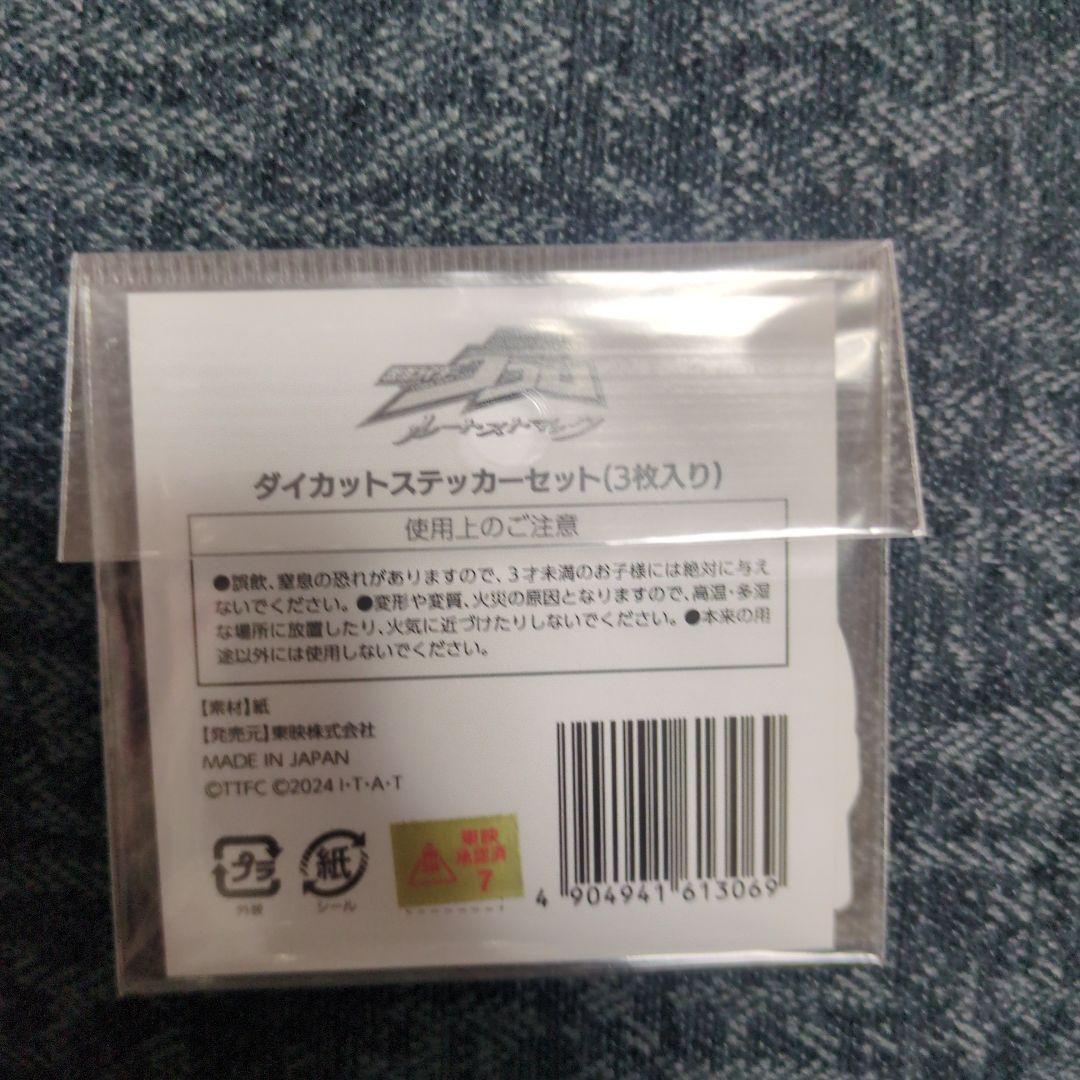 ダイカットステッカーセット(3枚入り)
使用上のご注意
●誤飲、窒息の恐れがありますので、3才未満のお子様には絶対に与え
ないでください。●変形や変質、火災の原因となりますので、高温・多湿
な場所に放置したり、火気に近づけたりしないでください。●本来の用
途以外には使用しないでください。
【素材】紙
【発売元】東映株式会社
MADE IN JAPAN
©TTFC ©2024 I・T・A・T
プラ
外装
紙
シール
東映
承認済
7
4 904941 613069